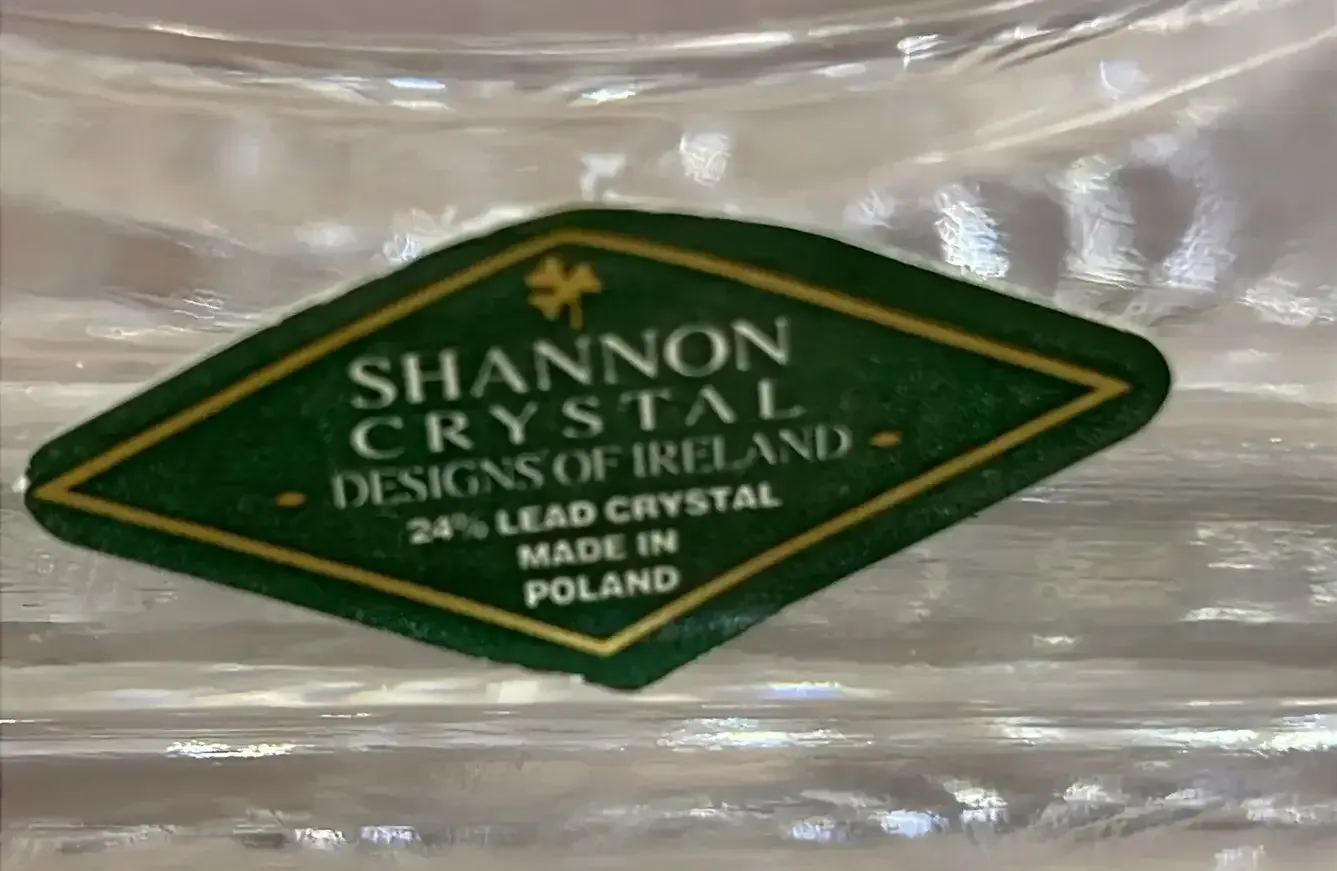 SHANNON
CRYSTAL
DESIGNS OF IRELAND
24% LEAD CRYSTAL
MADE IN
POLAND